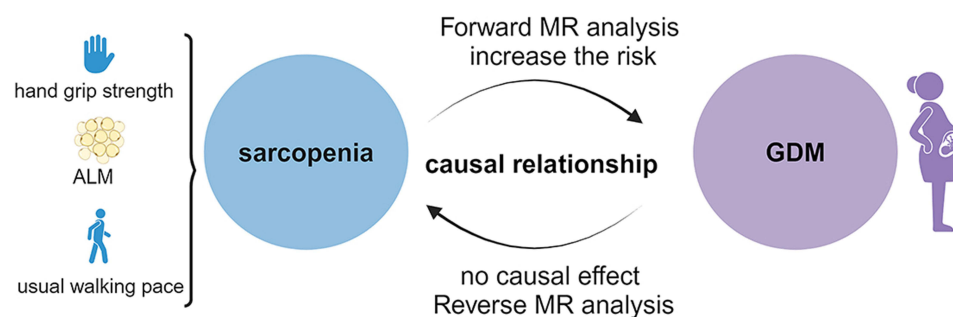 hand grip strength
ALM
usual walking pace
sarcopenia
Forward MR analysis
increase the risk
causal relationship
no causal effect
Reverse MR analysis
GDM